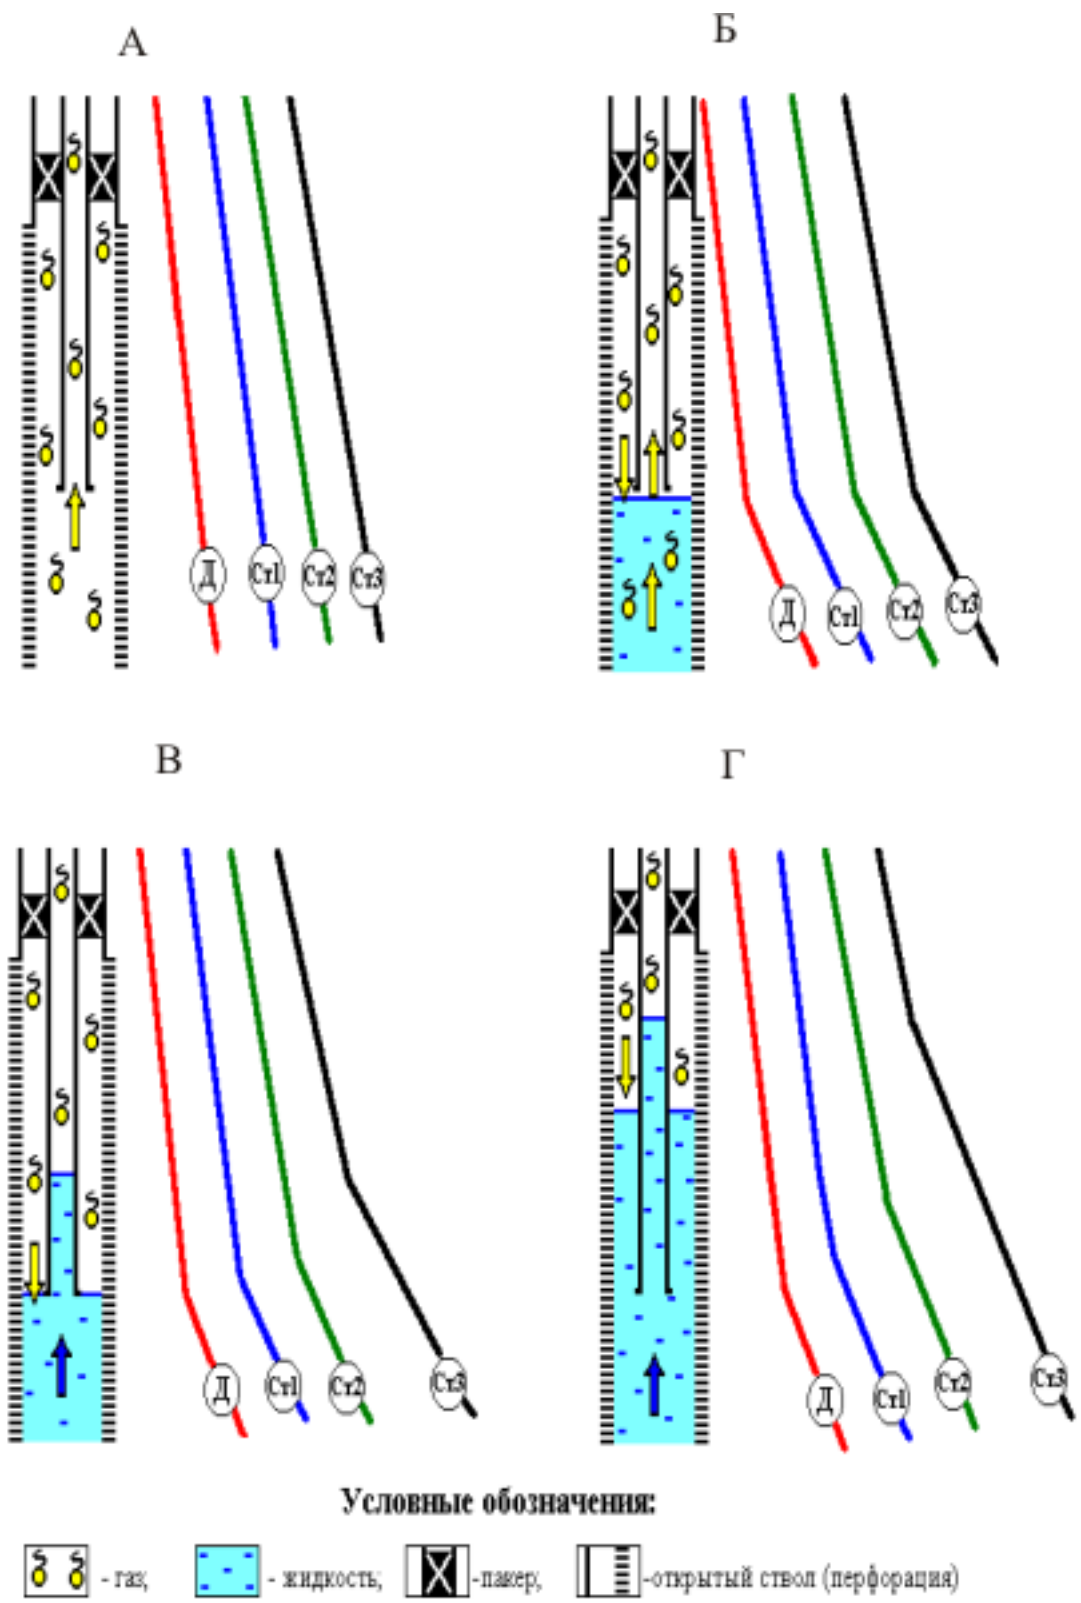 А
Б
Д Ст1 Ст2 Ст3
Д Ст1 Ст2 Ст3
В
Г
Д Ст1 Ст2 Ст3
Д Ст1 Ст2 Ст3
Условные обозначения:
- газ; - жидкость; -пакер; -открытый ствол (перфорация)